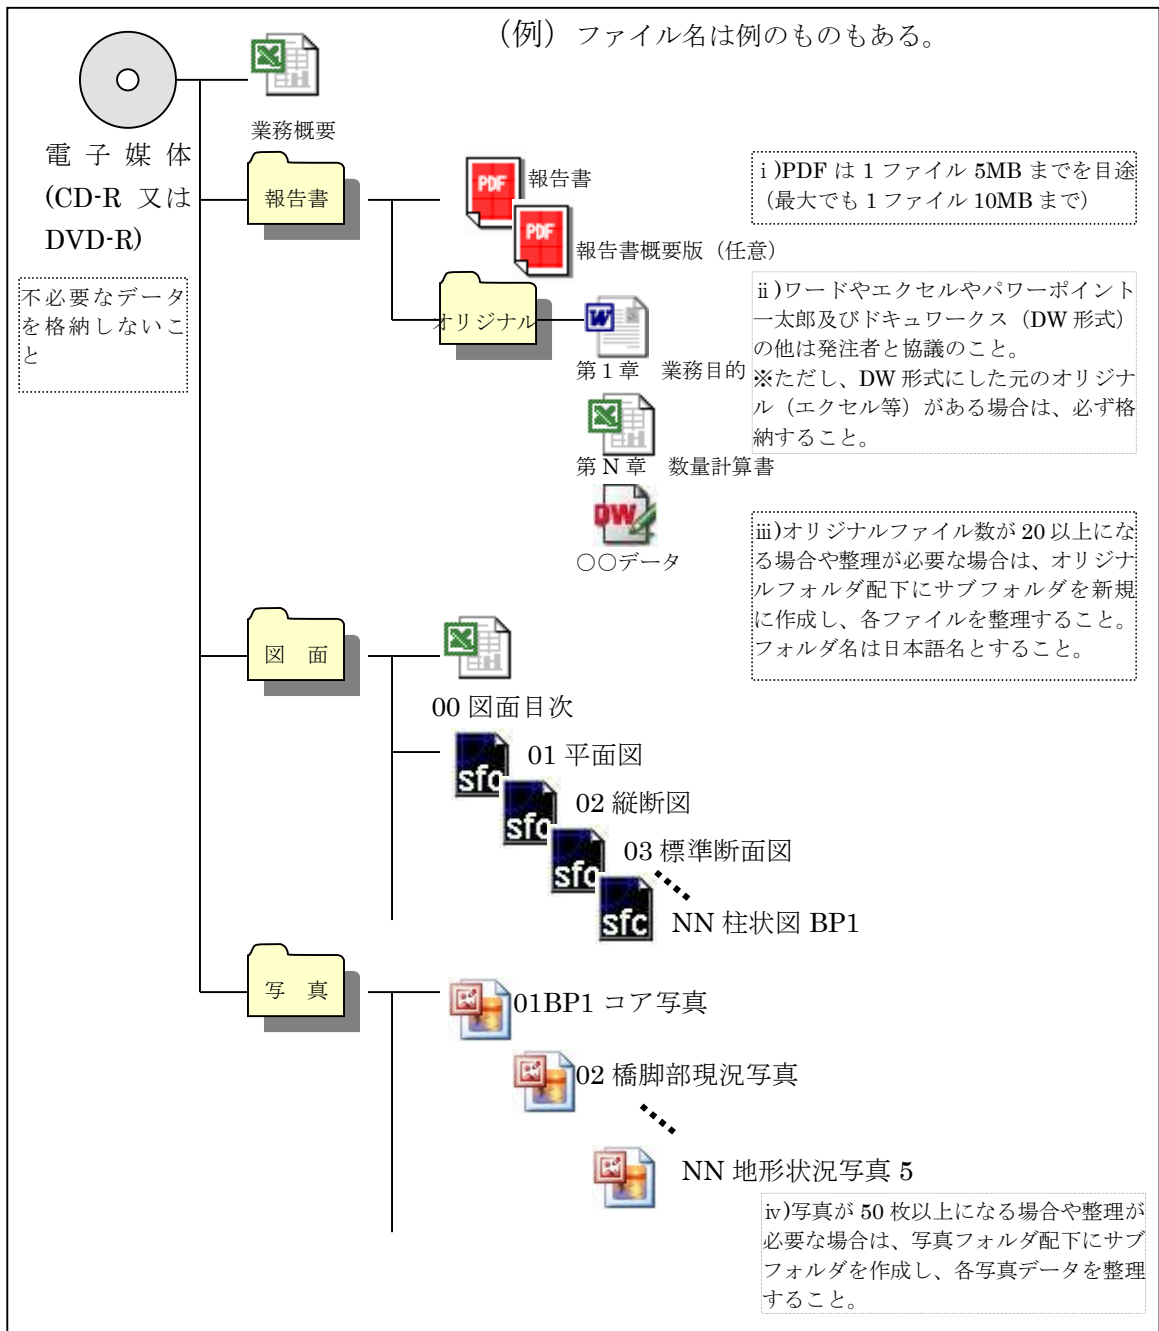 （例）ファイル名は例のものもある。
業務概要
電子媒体
(CD-R 又は
DVD-R)
不必要なデータ
を格納しないこ
と
報告書
PDF
報告書
PDF
報告書概要版（任意）
ⅰ)PDF は 1 ファイル 5MB までを目途
（最大でも 1 ファイル 10MB まで）
オリジナル
W
第 1 章　業務目的
第 N 章　数量計算書
DW
○○データ
ⅱ)ワードやエクセルやパワーポイント
一太郎及びドキュワークス（DW 形式）
の他は発注者と協議のこと。
※ただし、DW 形式にした元のオリジナ
ル（エクセル等）がある場合は、必ず格
納すること。
ⅲ)オリジナルファイル数が 20 以上にな
る場合や整理が必要な場合は、オリジナ
ルフォルダ配下にサブフォルダを新規
に作成し、各ファイルを整理すること。
フォルダ名は日本語名とすること。
図　面
00 図面目次
sfc
01 平面図
sfc
02 縦断図
sfc
03 標準断面図
sfc
NN 柱状図 BP1
写　真
01BP1 コア写真
02 橋脚部現況写真
NN 地形状況写真 5
ⅳ)写真が 50 枚以上になる場合や整理が
必要な場合は、写真フォルダ配下にサブ
フォルダを作成し、各写真データを整理
すること。